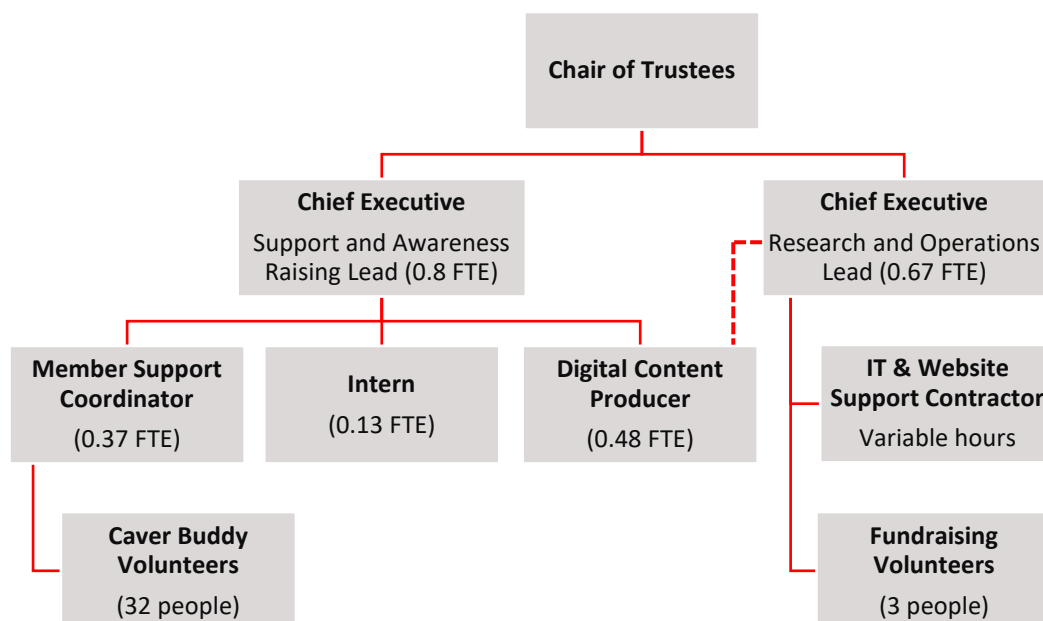 Chair of Trustees
Chief Executive
Support and Awareness
Raising Lead (0.8 FTE)
Chief Executive
Research and Operations
Lead (0.67 FTE)
Member Support
Coordinator
(0.37 FTE)
Intern
(0.13 FTE)
Digital Content
Producer
(0.48 FTE)
IT & Website
Support Contractor
Variable hours
Caver Buddy
Volunteers
(32 people)
Fundraising
Volunteers
(3 people)